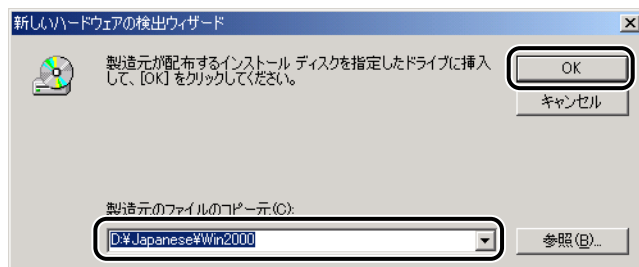 新しいハードウェアの検出ウィザード
製造元が配布するインストール ディスクを指定したドライブに挿入
して、[OK] をクリックしてください。
OK
キャンセル
製造元のファイルのコピー元(C):
D:¥Japanese¥Win2000
参照(B)...